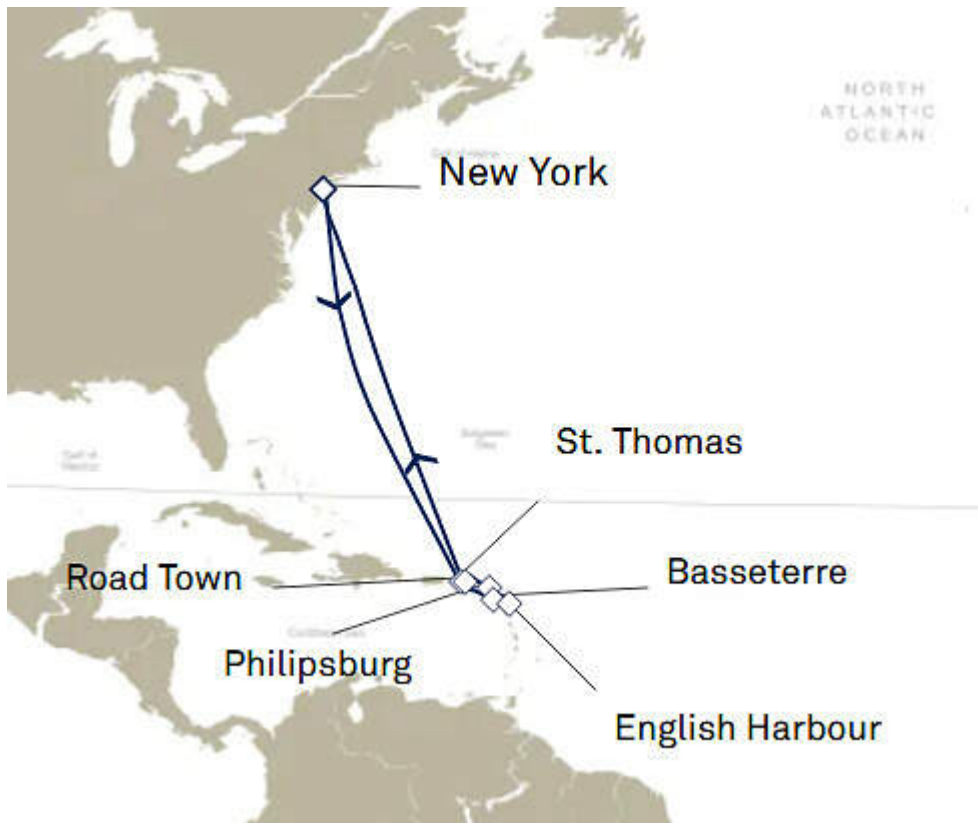 NORTH
ATLANTIC
OCEAN
New York
St. Thomas
Road Town
Basseterre
Philipsburg
English Harbour